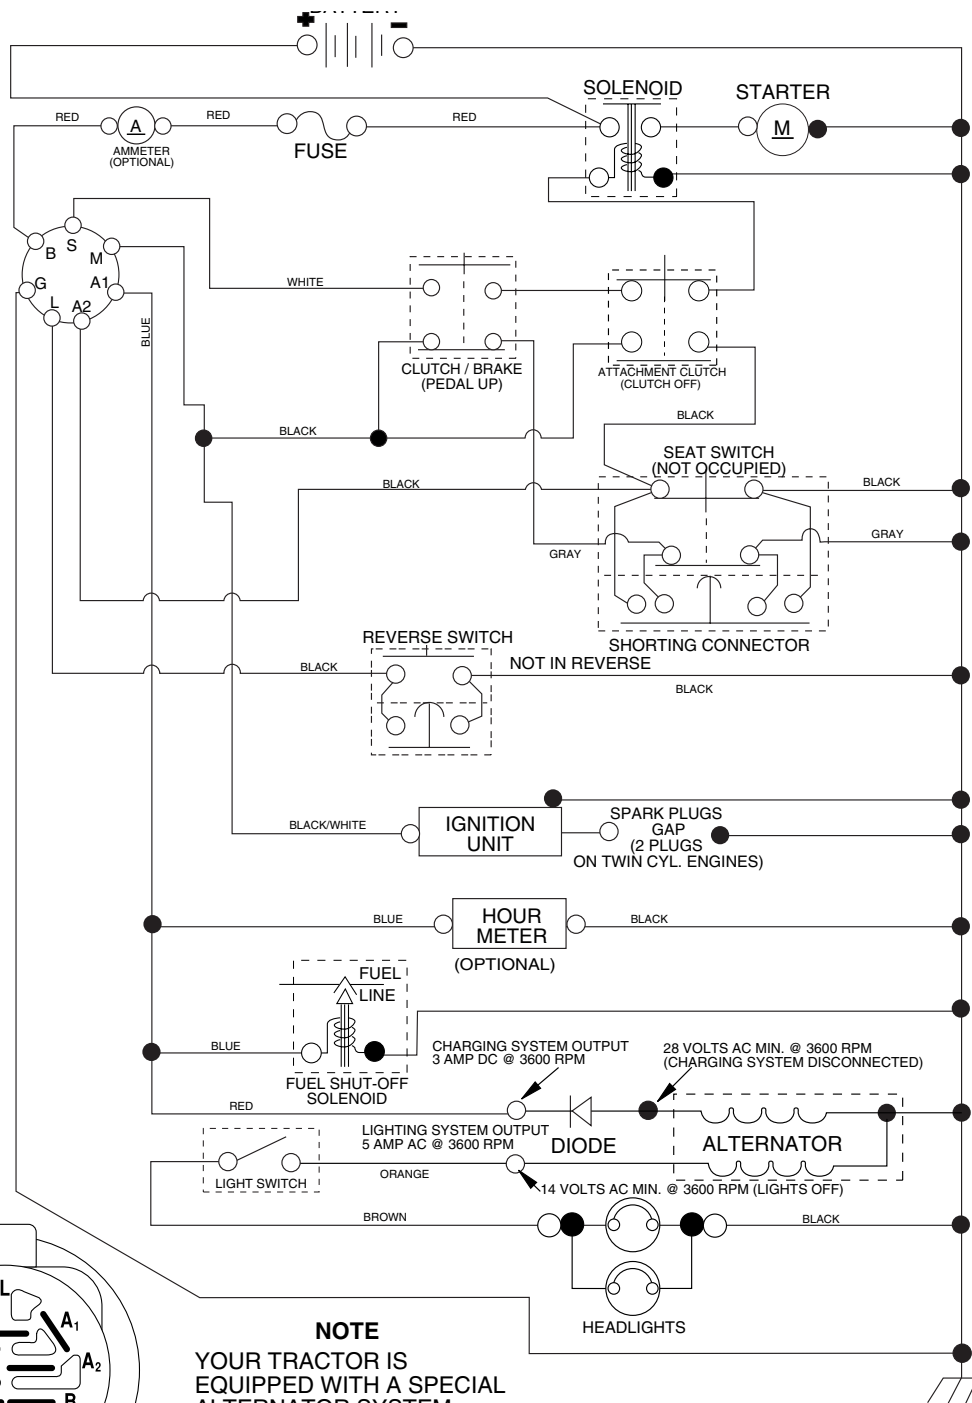 BATTERY
+ -
SOLENOID
STARTER
RED
A
RED
RED
M
AMMETER
(OPTIONAL)
FUSE
B
S
M
G
A1
L
A2
WHITE
BLUE
CLUTCH / BRAKE
(PEDAL UP)
ATTACHMENT CLUTCH
(CLUTCH OFF)
BLACK
BLACK
SEAT SWITCH
(NOT OCCUPIED)
BLACK
BLACK
GRAY
GRAY
SHORTING CONNECTOR
REVERSE SWITCH
NOT IN REVERSE
BLACK
BLACK
BLACK/WHITE
IGNITION
UNIT
SPARK PLUGS
GAP
(2 PLUGS
ON TWIN CYL. ENGINES)
BLUE
HOUR
METER
BLACK
(OPTIONAL)
FUEL
LINE
BLUE
FUEL SHUT-OFF
SOLENOID
CHARGING SYSTEM OUTPUT
3 AMP DC @ 3600 RPM
28 VOLTS AC MIN. @ 3600 RPM
(CHARGING SYSTEM DISCONNECTED)
RED
LIGHTING SYSTEM OUTPUT
5 AMP AC @ 3600 RPM
DIODE
ALTERNATOR
LIGHT SWITCH
ORANGE
14 VOLTS AC MIN. @ 3600 RPM (LIGHTS OFF)
BROWN
BLACK
HEADLIGHTS
L
A1
A2
B
NOTE
YOUR TRACTOR IS
EQUIPPED WITH A SPECIAL
ALTERNATOR SYSTEM